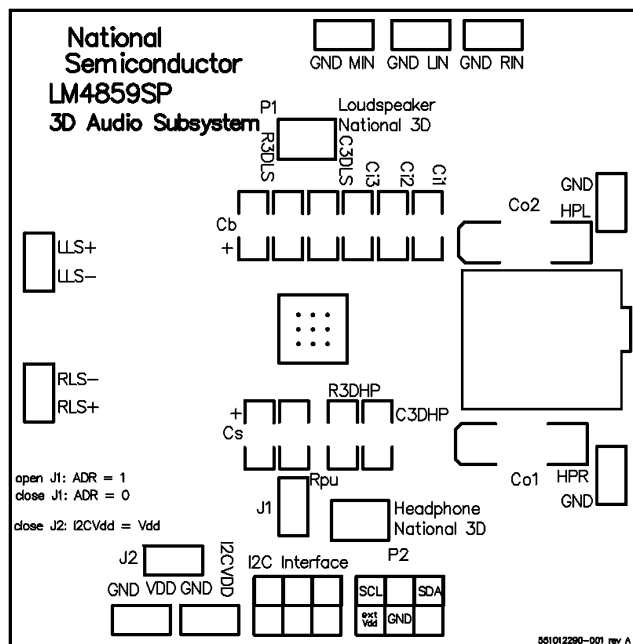 National
Semiconductor
LM4859SP
3D Audio Subsystem
GND MIN
GND LIN
GND RIN
P1
Loudspeaker
National 3D
R3DLS
C3DLS
Ci3
Ci2
Ci1
Cb
+
Co2
GND
HPL
LLS+
LLS-
RLS-
RLS+
+
Cs
R3DHP
C3DHP
Rpu
Co1
HPR
GND
open J1: ADR = 1
close J1: ADR = 0
close J2: I2CVdd = Vdd
J1
Headphone
National 3D
P2
J2
I2CVDD
GND VDD GND
I2C Interface
SCL
SDA
ext
Vdd
GND
551012290-001 rev A